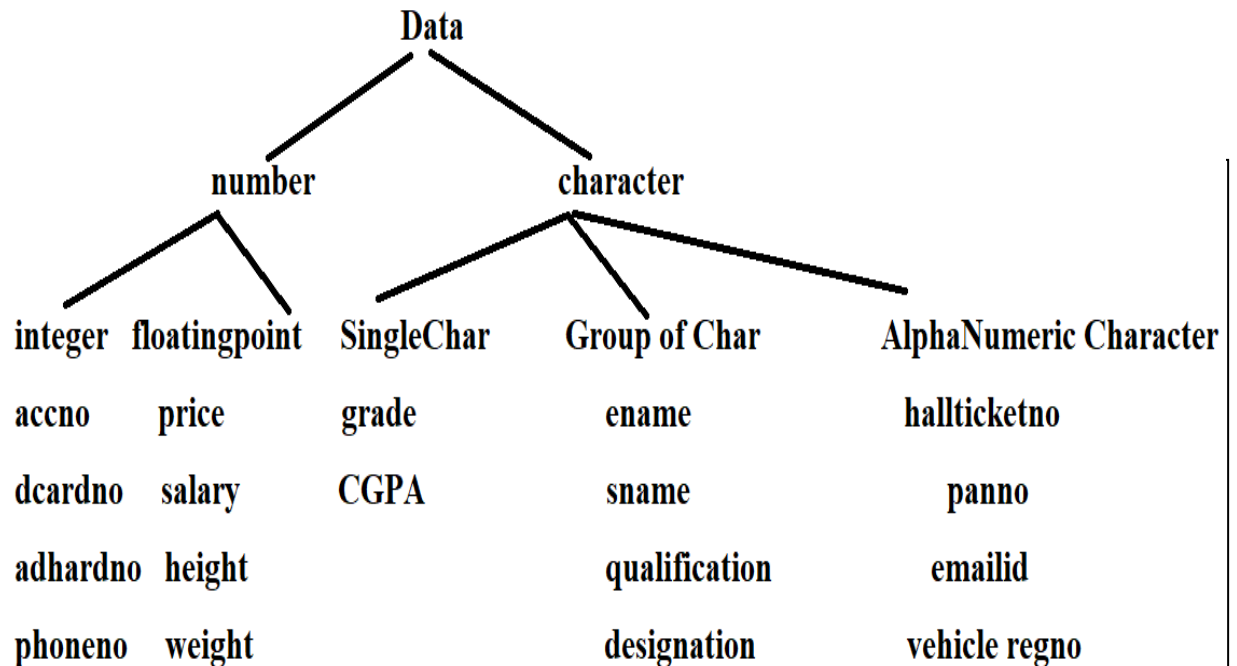 Data
number character
integer floatingpoint SingleChar Group of Char AlphaNumeric Character
accno price grade ename hallticketno
dcardno salary CGPA sname panno
adhardno height qualification emailid
phoneno weight designation vehicle regno